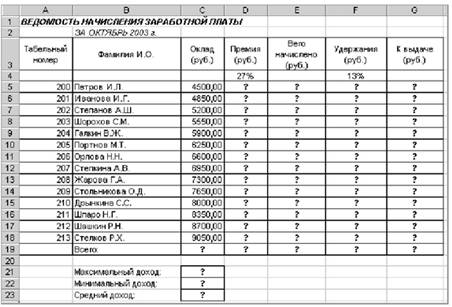 A B C D E F G
1 ВЕДОМОСТЬ НАЧИСЛЕНИЯ ЗАРАБОТНОЙ ПЛАТЫ
2 ЗА ОКТЯБРЬ 2003 г.
3 Табельный номер Фамилия И.О. Оклад (руб.) Премия (руб.) Всего начислено (руб.) Удержания (руб.) К выдаче (руб.)
4 27% 13%
5 200 Петров И.Л. 4500,00 ? ? ? ?
6 201 Иванова И.Г. 4850,00 ? ? ? ?
7 202 Степанов А.Ш. 5200,00 ? ? ? ?
8 203 Шорохов С.М. 5550,00 ? ? ? ?
9 204 Галкин В.Ж. 5900,00 ? ? ? ?
10 205 Портнов М.Т. 6250,00 ? ? ? ?
11 206 Орлова Н.Н. 6600,00 ? ? ? ?
12 207 Степкина А.В. 6950,00 ? ? ? ?
13 208 Жарова Г.А. 7300,00 ? ? ? ?
14 209 Стольникова О.Д. 7650,00 ? ? ? ?
15 210 Дрынкина С.С. 8000,00 ? ? ? ?
16 211 Шпаро Н.Г. 8350,00 ? ? ? ?
17 212 Шашкин Р.Н. 8700,00 ? ? ? ?
18 213 Стелков Р.Х. 9050,00 ? ? ? ?
19 Всего: ? ? ? ? ?
20
21 Максимальный доход: ?
22 Минимальный доход: ?
23 Средний доход: ?